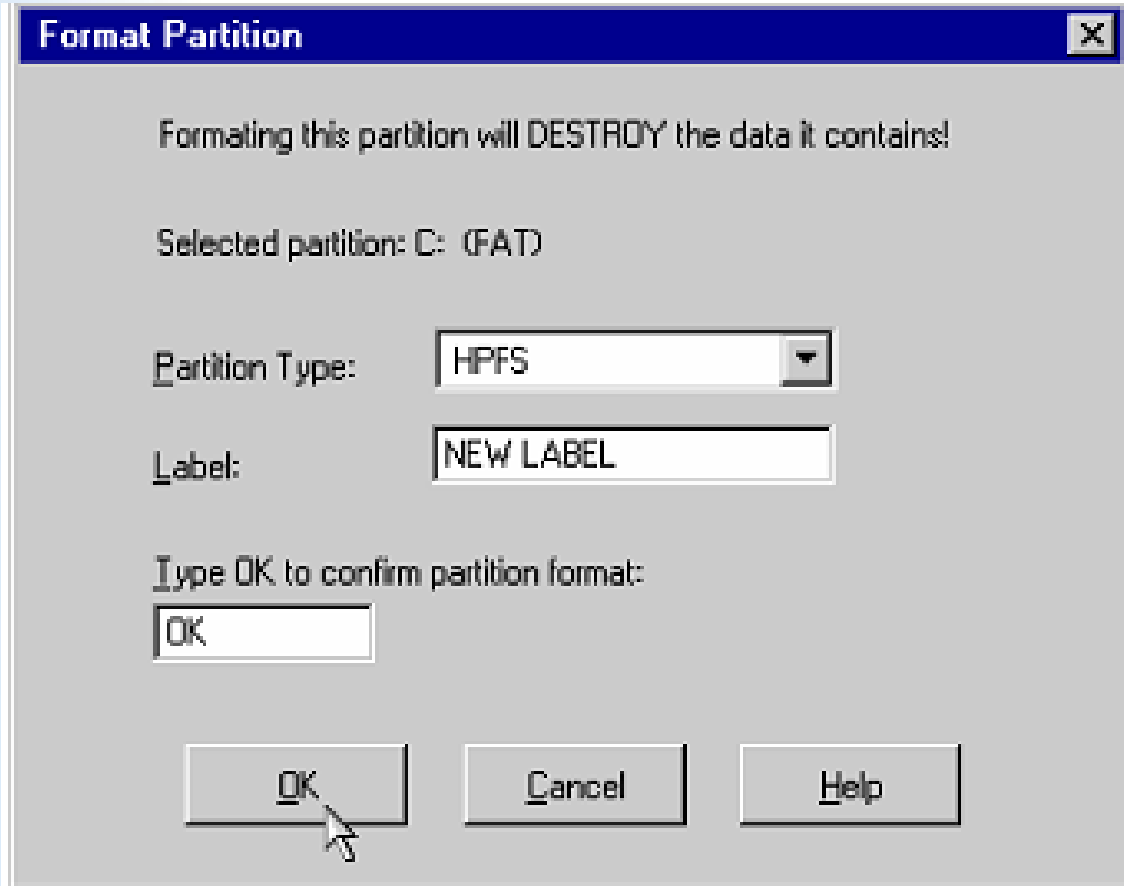 Format Partition
Formating this partition will DESTROY the data it contains!
Selected partition: C: (FAT)
Partition Type: HPFS
Label: NEW LABEL
Type OK to confirm partition format:
OK
OK Cancel Help